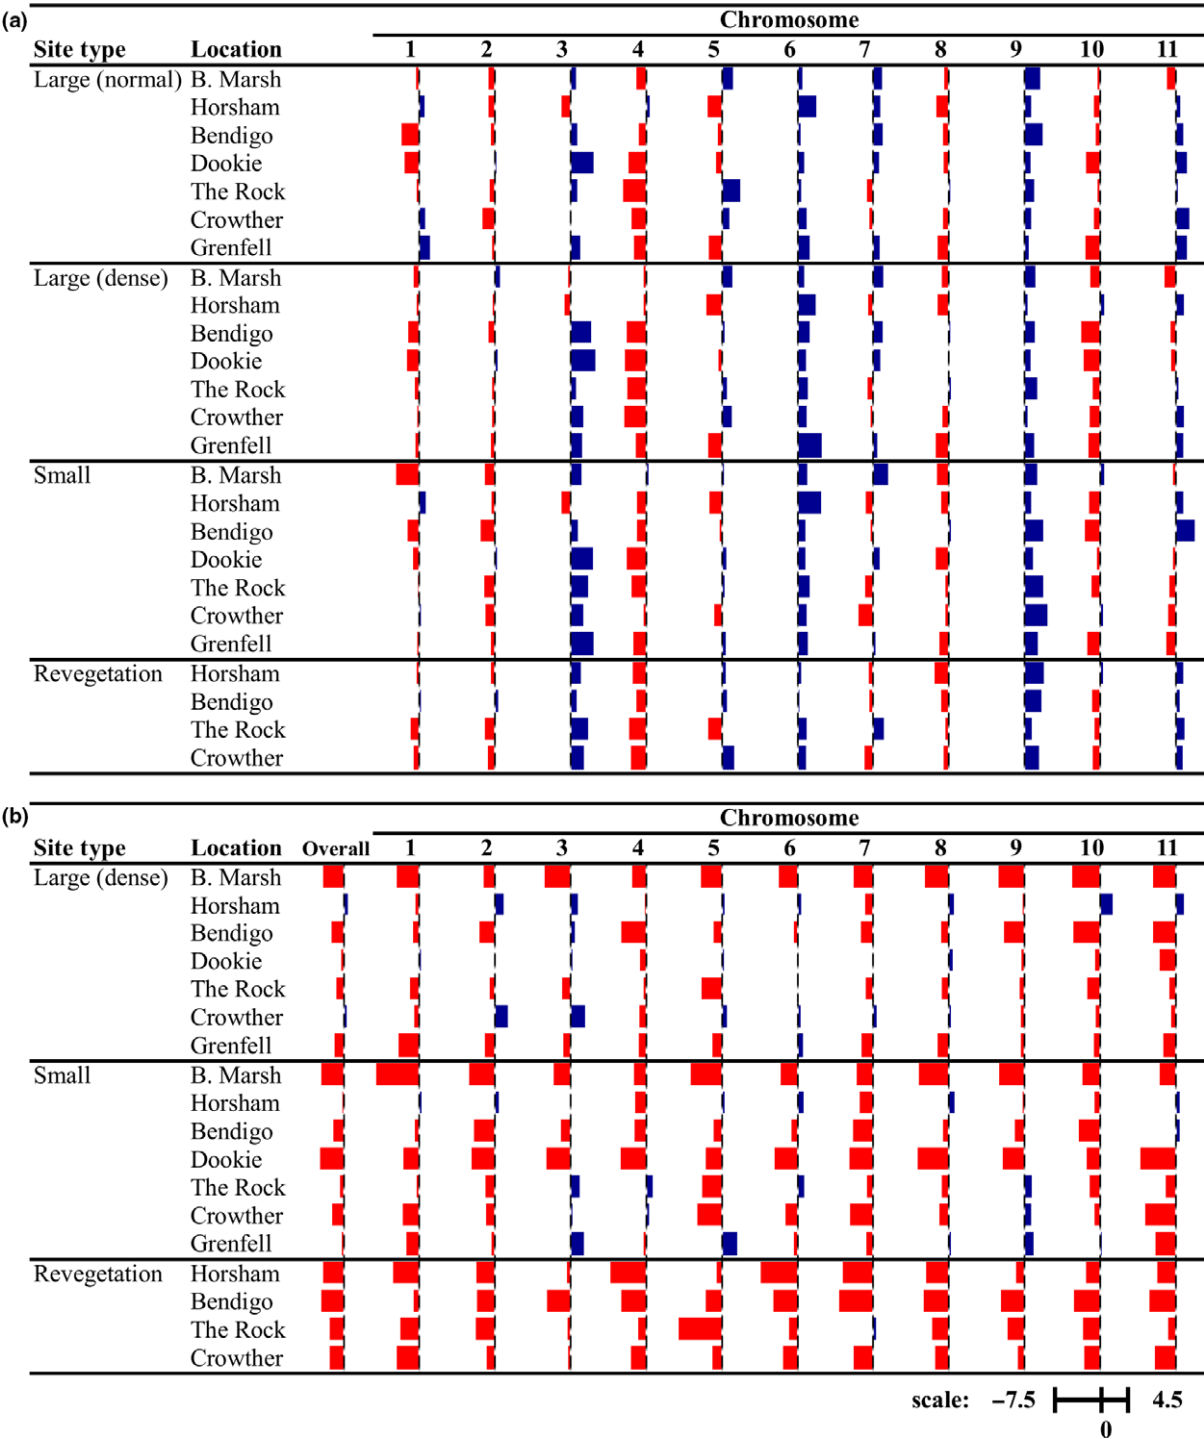 (a)
Chromosome
Site type Location 1 2 3 4 5 6 7 8 9 10 11
Large (normal) B. Marsh
Horsham
Bendigo
Dookie
The Rock
Crowther
Grenfell
Large (dense) B. Marsh
Horsham
Bendigo
Dookie
The Rock
Crowther
Grenfell
Small B. Marsh
Horsham
Bendigo
Dookie
The Rock
Crowther
Grenfell
Revegetation Horsham
Bendigo
The Rock
Crowther
(b)
Chromosome
Site type Location Overall 1 2 3 4 5 6 7 8 9 10 11
Large (dense) B. Marsh
Horsham
Bendigo
Dookie
The Rock
Crowther
Grenfell
Small B. Marsh
Horsham
Bendigo
Dookie
The Rock
Crowther
Grenfell
Revegetation Horsham
Bendigo
The Rock
Crowther
scale: −7.5 4.5
0